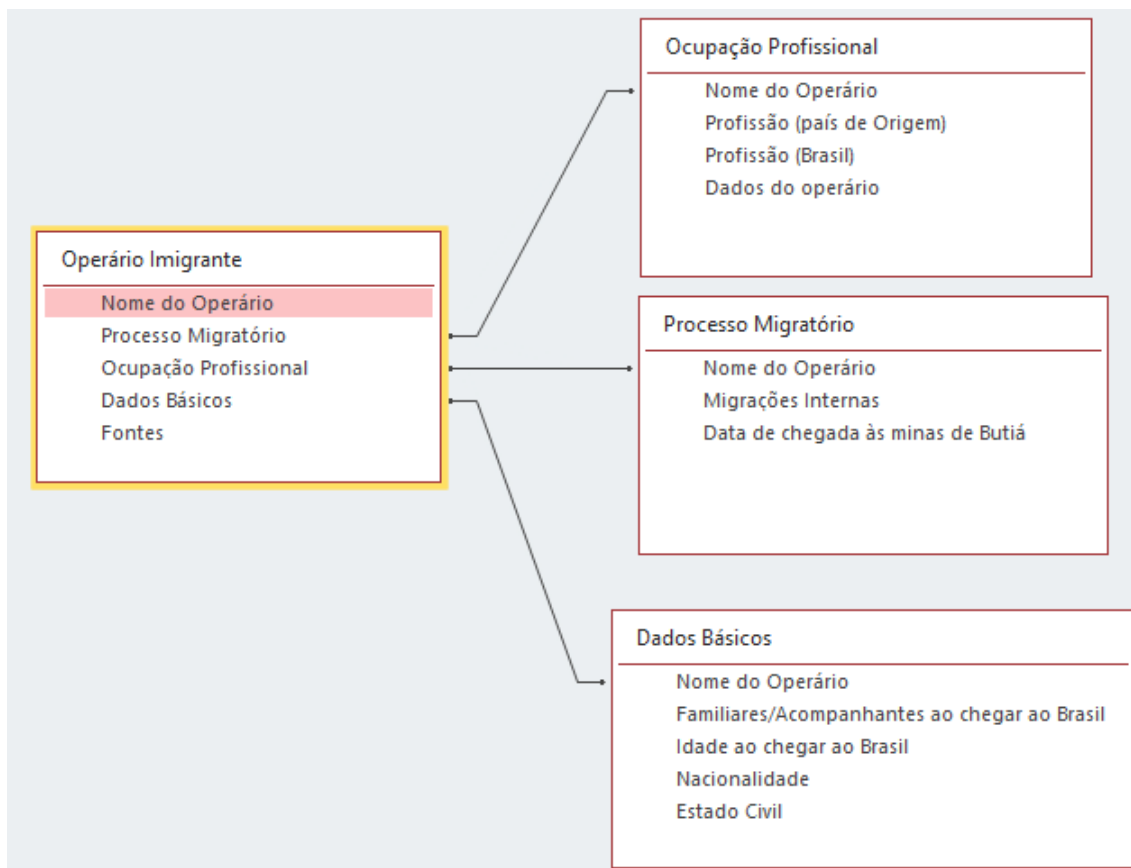 Operário Imigrante
Nome do Operário
Processo Migratório
Ocupação Profissional
Dados Básicos
Fontes
Ocupação Profissional
Nome do Operário
Profissão (país de Origem)
Profissão (Brasil)
Dados do operário
Processo Migratório
Nome do Operário
Migrações Internas
Data de chegada às minas de Butiá
Dados Básicos
Nome do Operário
Familiares/Acompanhantes ao chegar ao Brasil
Idade ao chegar ao Brasil
Nacionalidade
Estado Civil